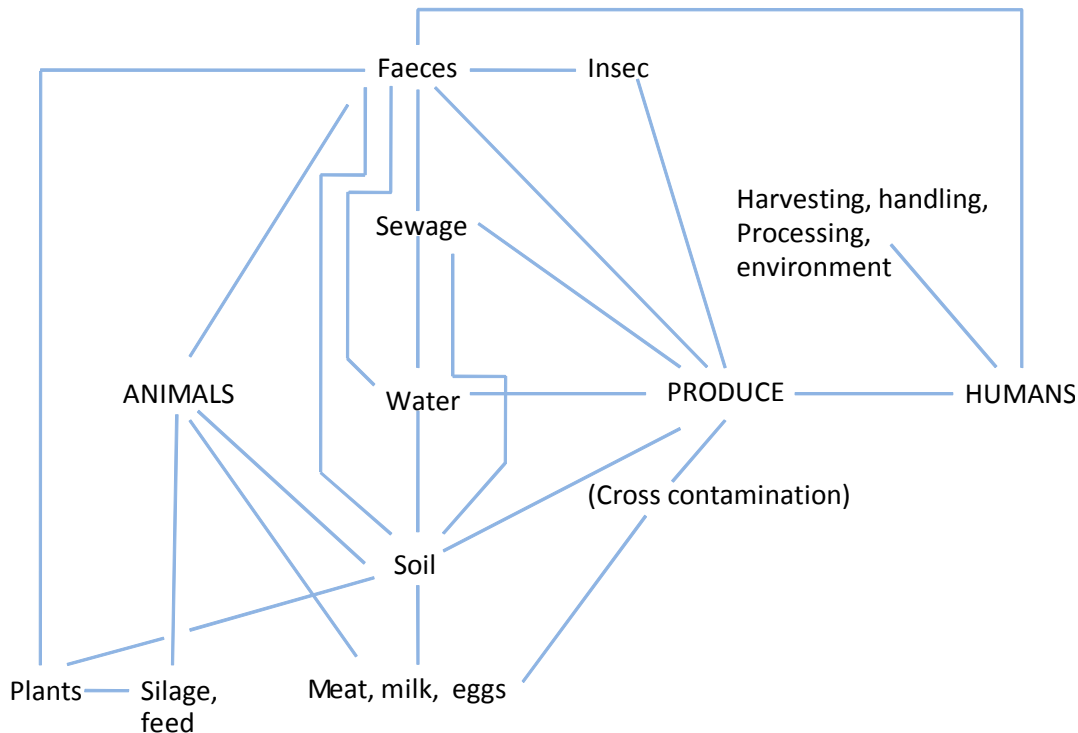 Faeces
Insec
Harvesting, handling,
Processing,
environment
Sewage
ANIMALS
Water
PRODUCE
HUMANS
(Cross contamination)
Soil
Plants
Silage,
feed
Meat, milk, eggs